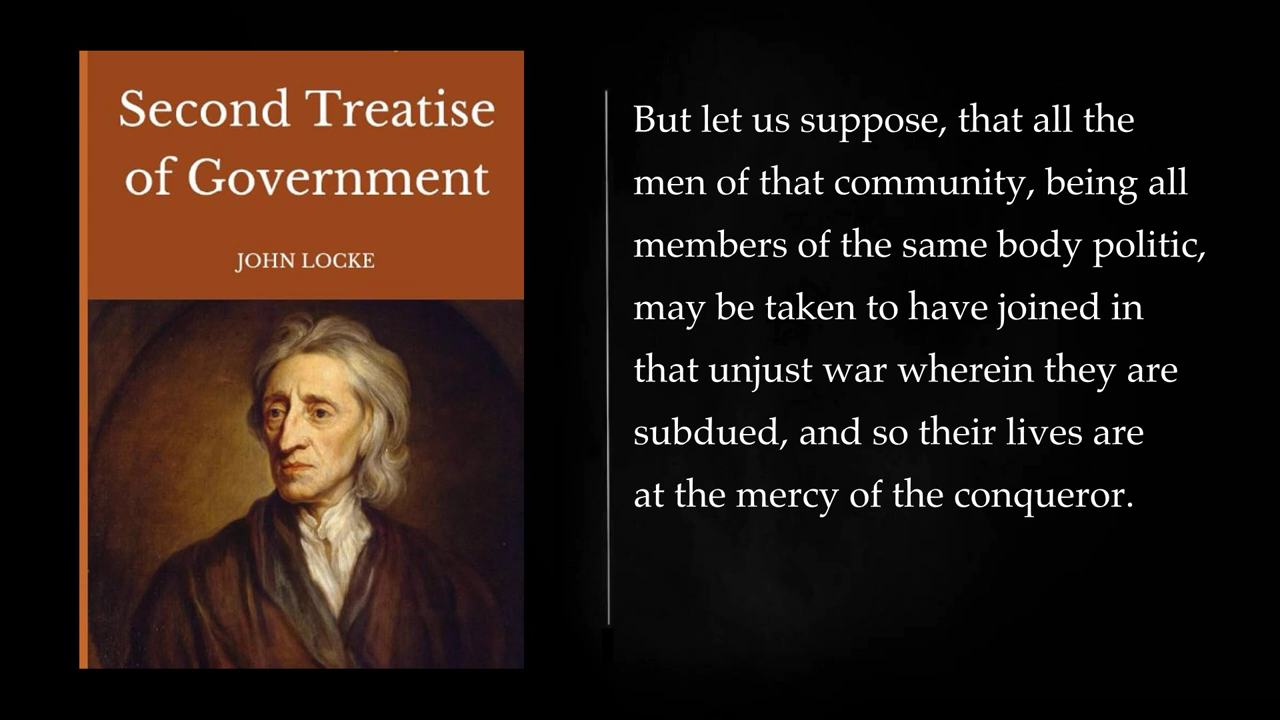 Second Treatise
of Government
JOHN LOCKE
But let us suppose, that all the
men of that community, being all
members of the same body politic,
may be taken to have joined in
that unjust war wherein they are
subdued, and so their lives are
at the mercy of the conqueror.